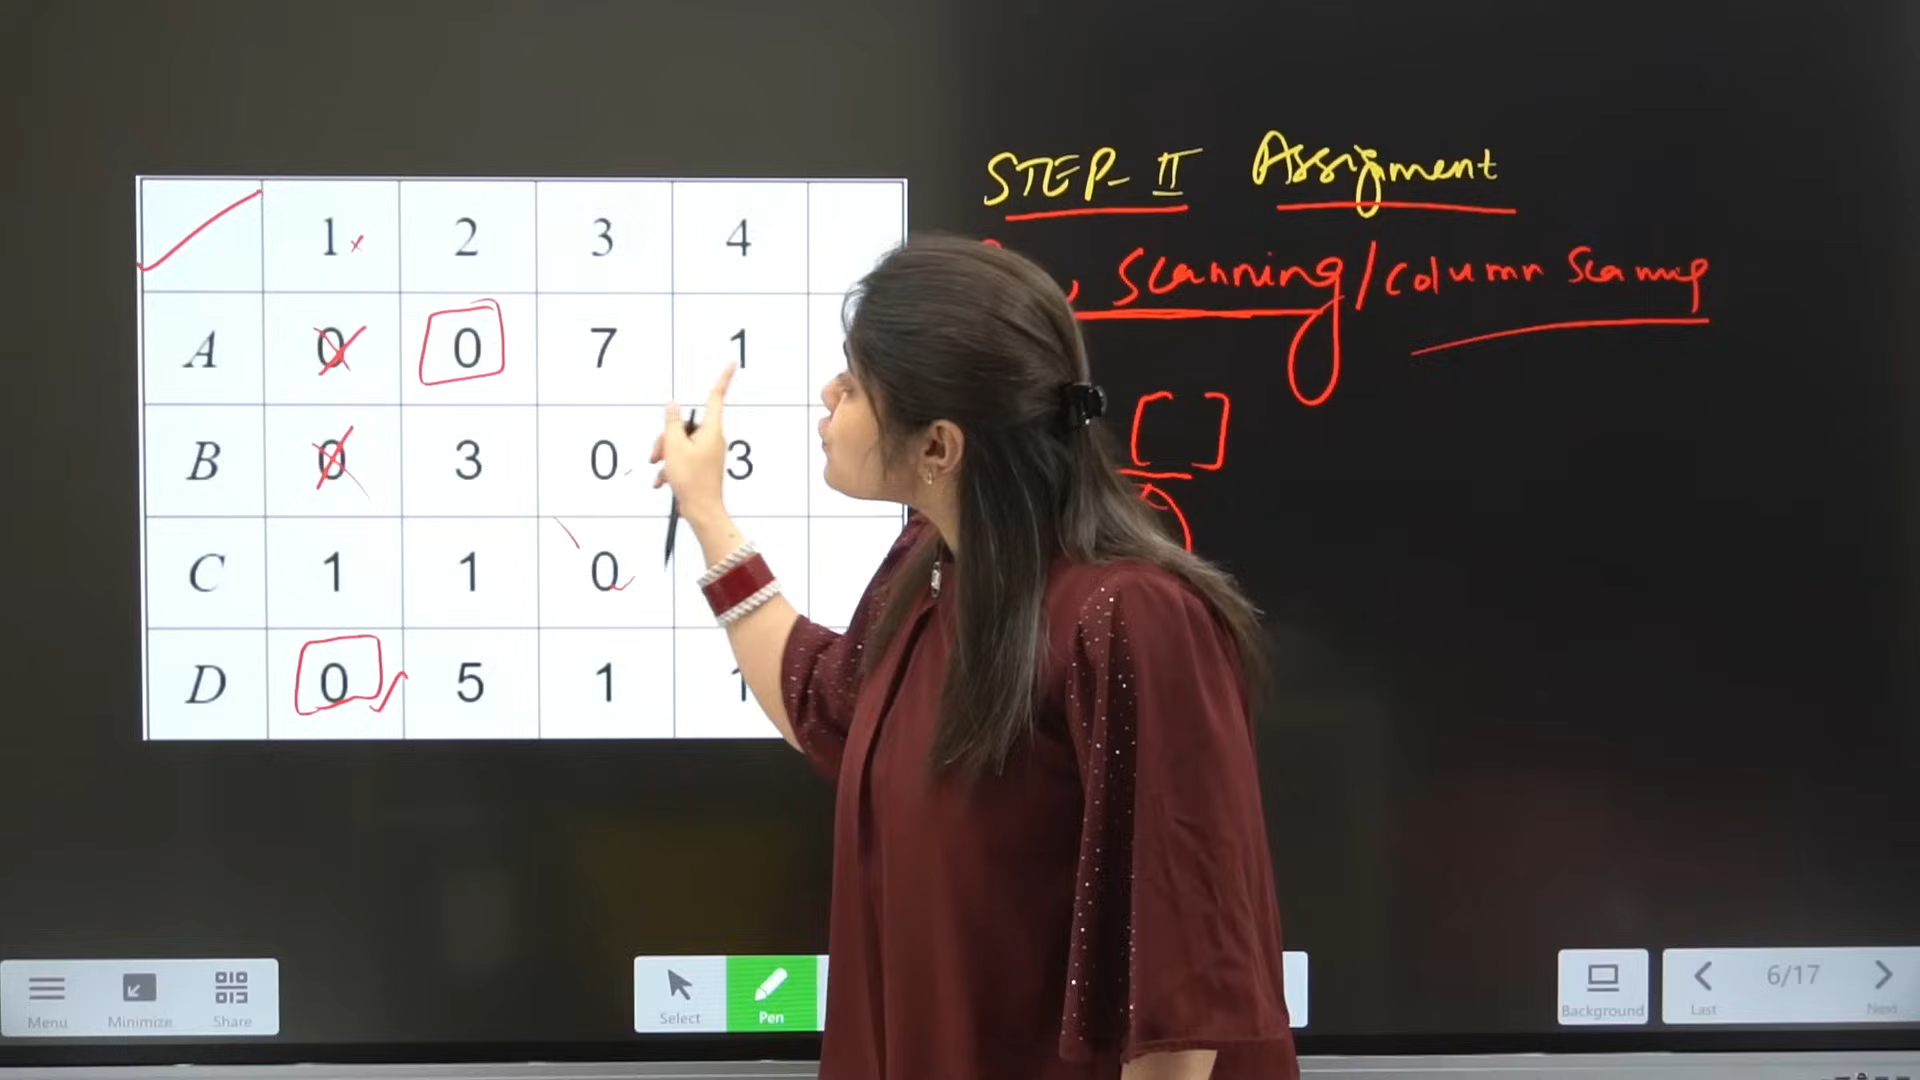 STEP-II Assignment
Scanning/column Scanning
[ ]
1 2 3 4
A 0 0 7 1
B 0 3 0 3
C 1 1 0
D 0 5 1 1
Menu Minimize Share Select Pen Background Last 6/17 Next